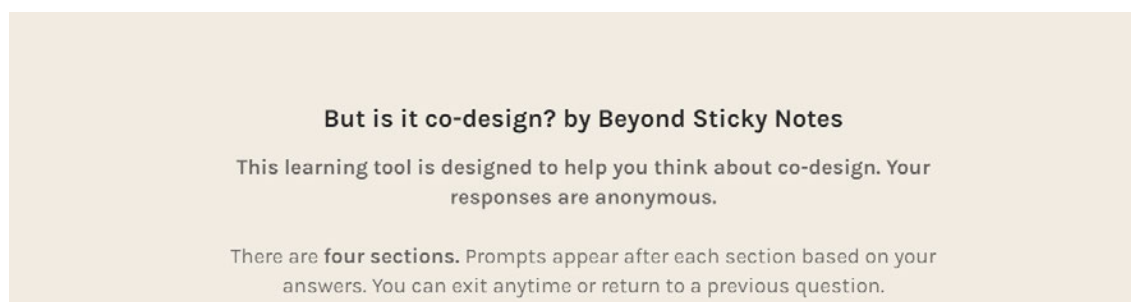 But is it co-design? by Beyond Sticky Notes
This learning tool is designed to help you think about co-design. Your
responses are anonymous.
There are four sections. Prompts appear after each section based on your
answers. You can exit anytime or return to a previous question.